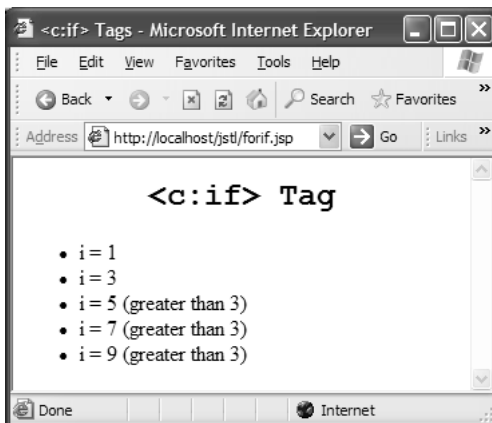 <c:if> Tags - Microsoft Internet Explorer
File Edit View Favorites Tools Help
Back Search Favorites »
Address http://localhost/jstl/forif.jsp Go Links »
<c:if> Tag
• i = 1
• i = 3
• i = 5 (greater than 3)
• i = 7 (greater than 3)
• i = 9 (greater than 3)
Done Internet